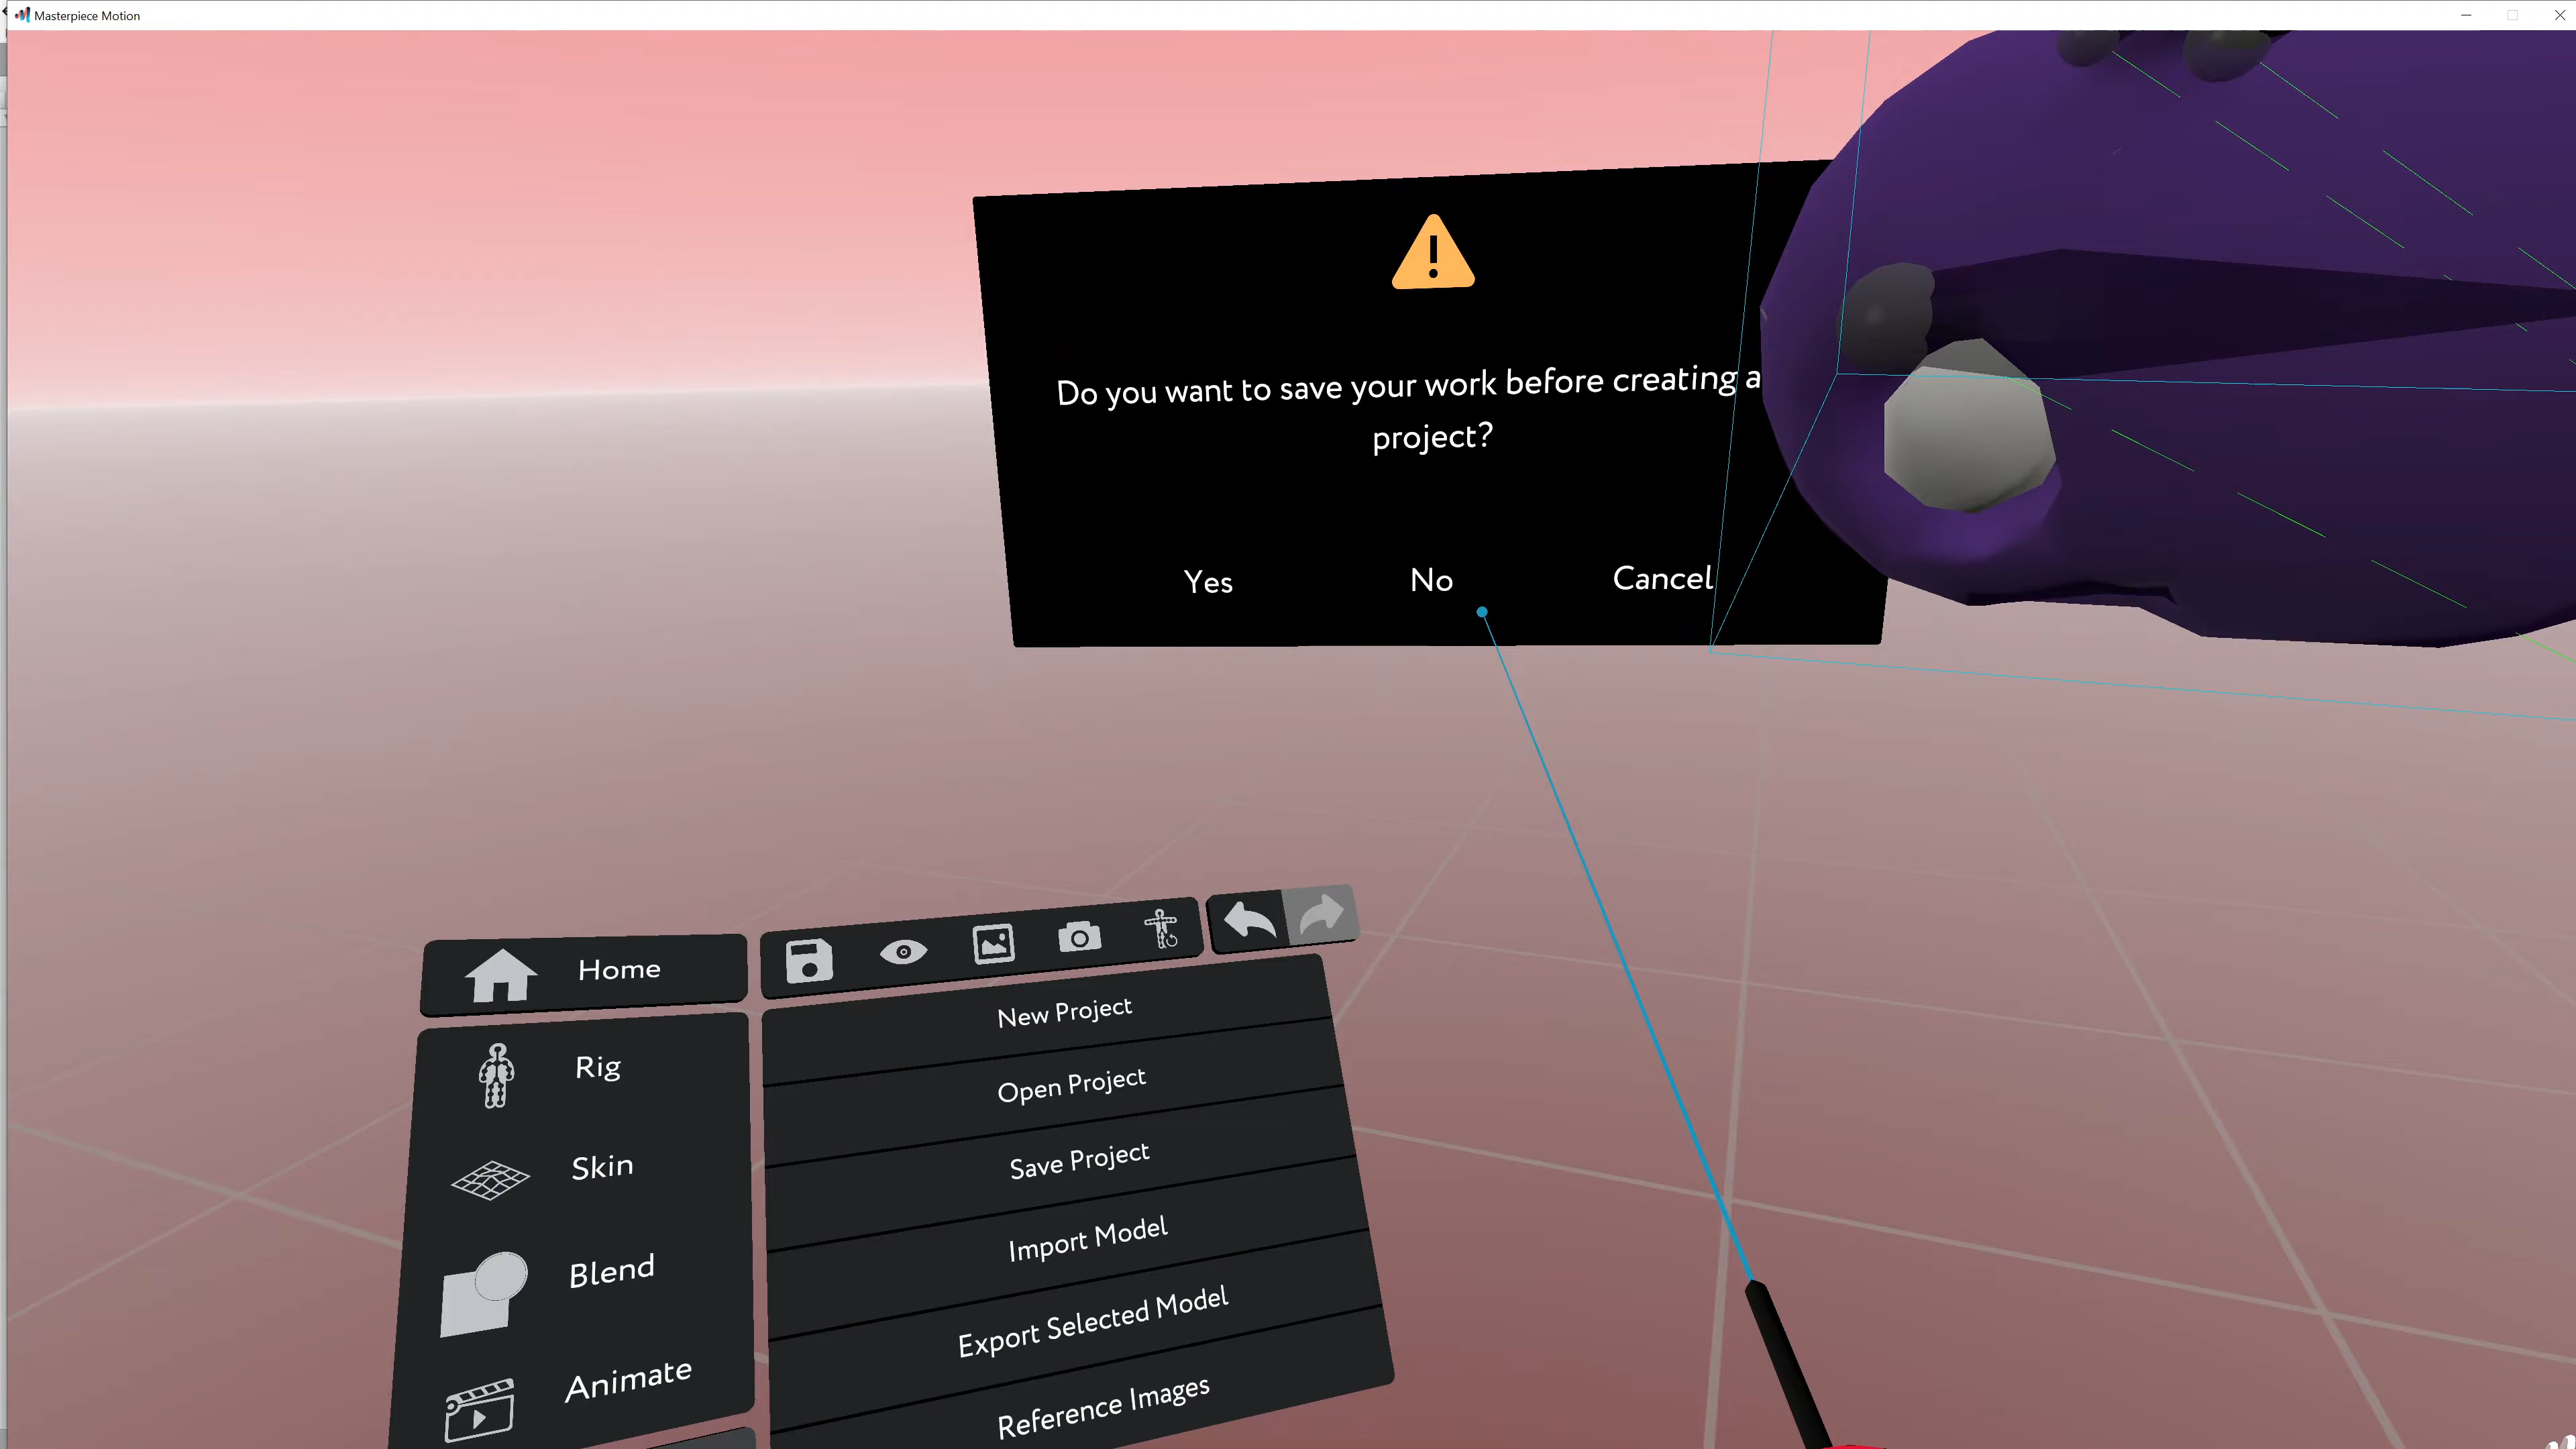 Masterpiece Motion
Do you want to save your work before creating a
project?
Yes
No
Cancel
Home
Rig
Skin
Blend
Animate
New Project
Open Project
Save Project
Import Model
Export Selected Model
Reference Images